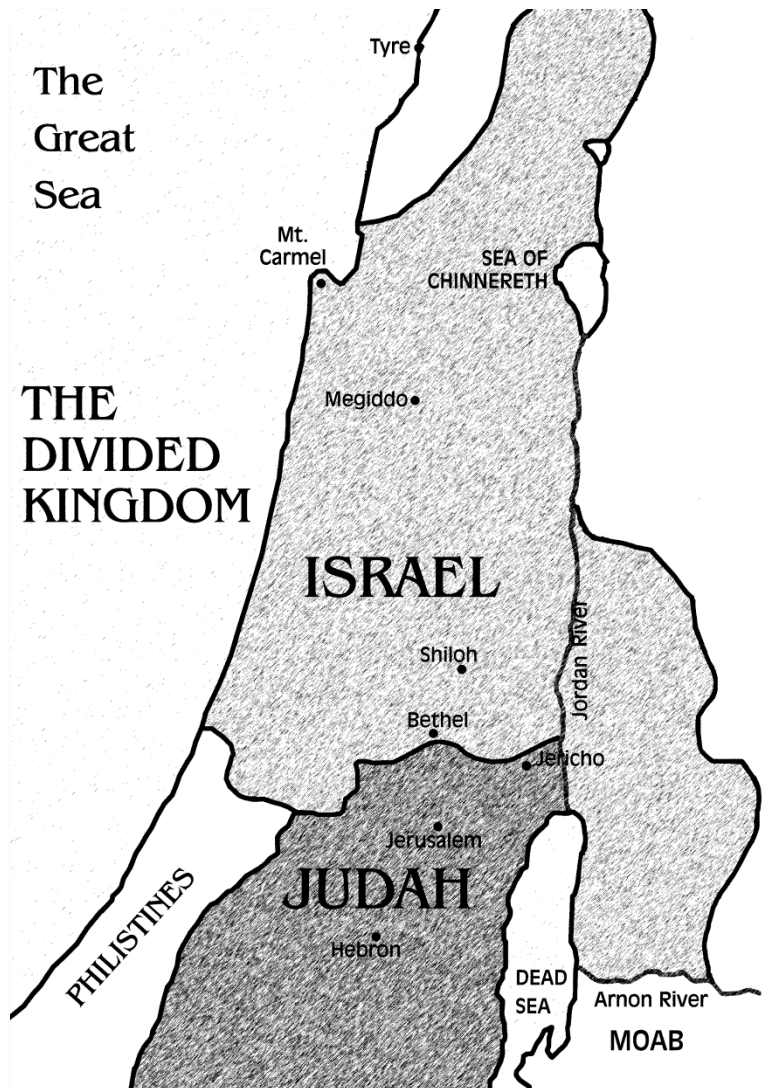 Tyre
The
Great
Sea
Mt.
Carmel
SEA OF
CHINNERETH
THE
DIVIDED
KINGDOM
Megiddo
ISRAEL
Shiloh
Jordan River
Bethel
Jericho
Jerusalem
JUDAH
PHILISTINES
Hebron
DEAD
SEA
Arnon River
MOAB